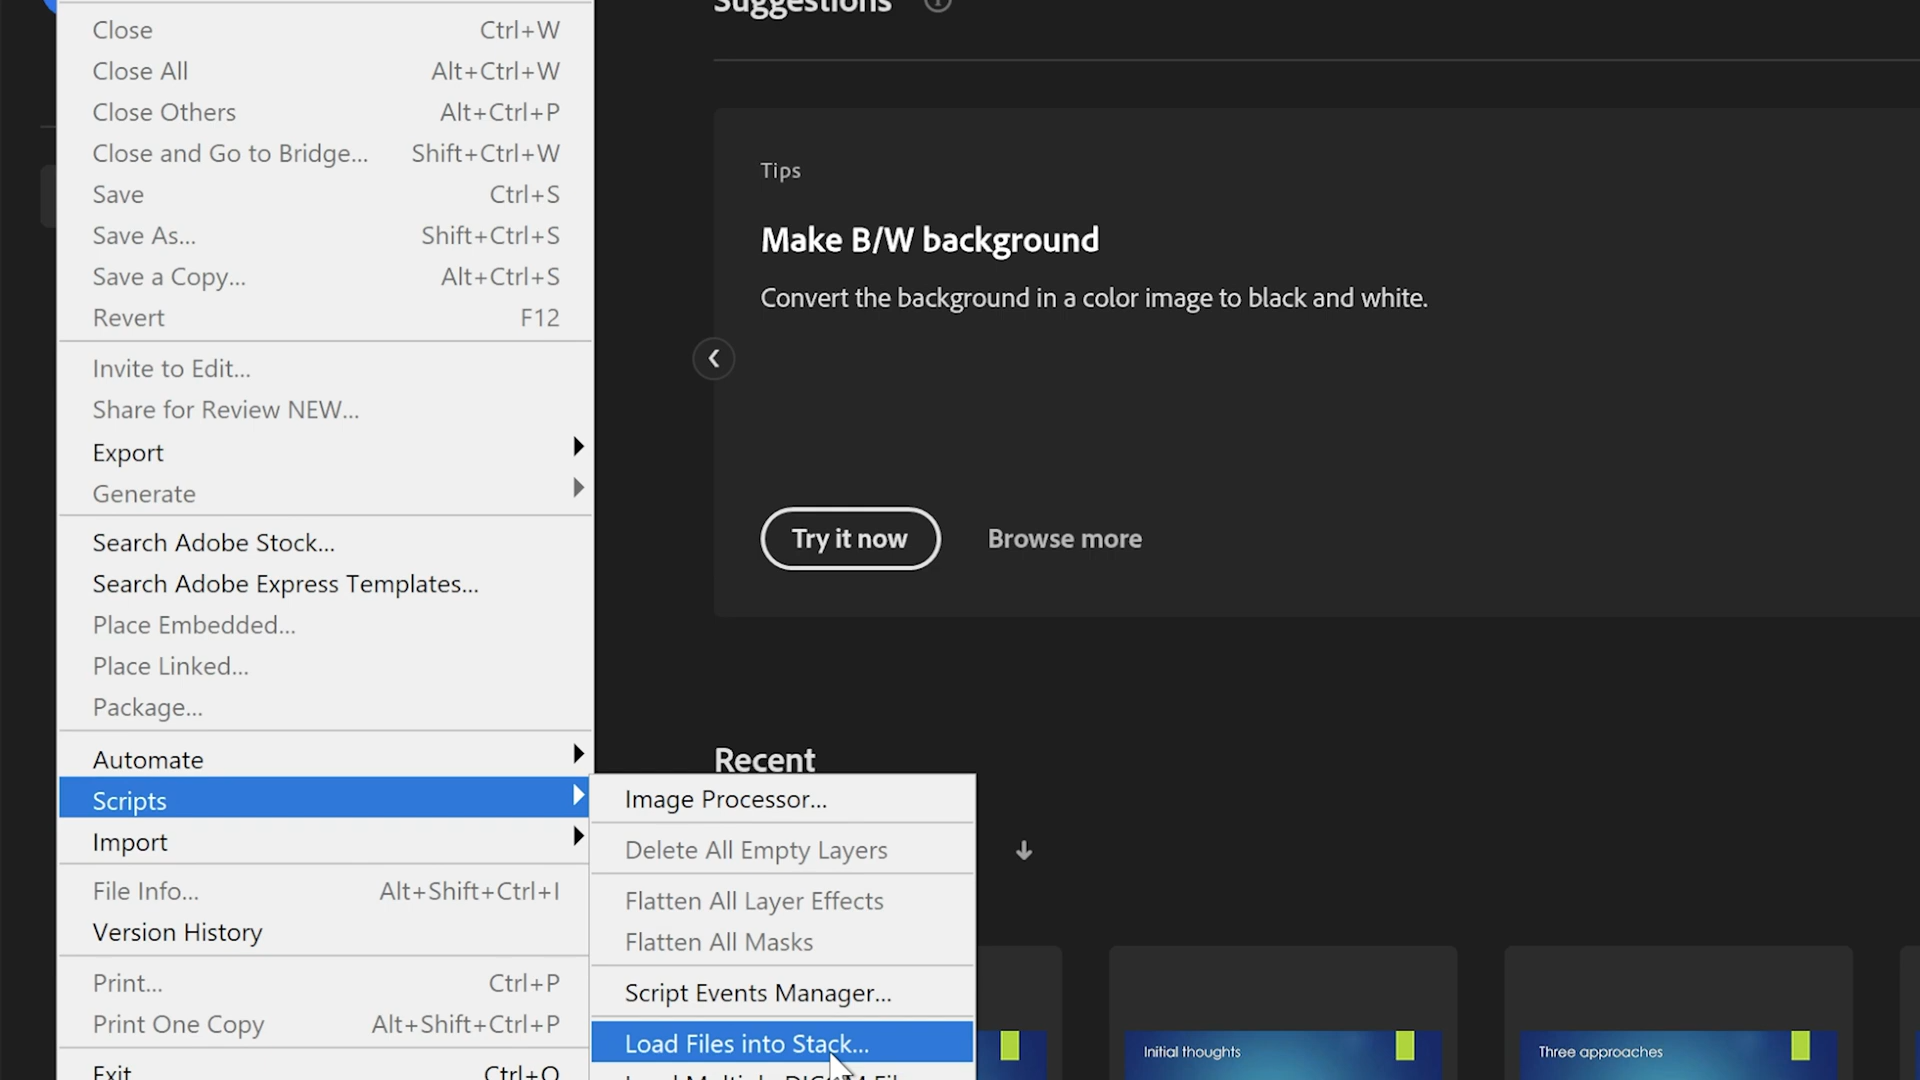 Suggestions
Close Ctrl+W
Close All Alt+Ctrl+W
Close Others Alt+Ctrl+P
Close and Go to Bridge... Shift+Ctrl+W
Save Ctrl+S
Save As... Shift+Ctrl+S
Save a Copy... Alt+Ctrl+S
Revert F12
Invite to Edit...
Share for Review NEW...
Export
Generate
Search Adobe Stock...
Search Adobe Express Templates...
Place Embedded...
Place Linked...
Package...
Automate
Scripts
Import
File Info... Alt+Shift+Ctrl+I
Version History
Print... Ctrl+P
Print One Copy Alt+Shift+Ctrl+P
Exit Ctrl+Q
Tips
Make B/W background
Convert the background in a color image to black and white.
Try it now
Browse more
Recent
Image Processor...
Delete All Empty Layers
Flatten All Layer Effects
Flatten All Masks
Script Events Manager...
Load Files into Stack...
Initial thoughts
Three approaches